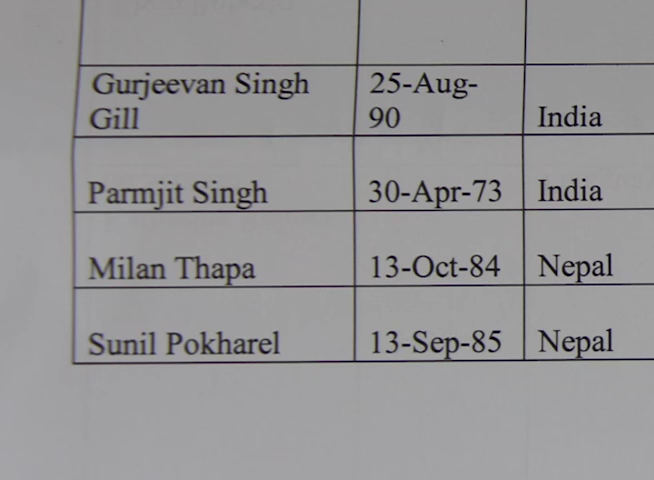 Gurjeevan Singh Gill 25-Aug-90 India
Parmjit Singh 30-Apr-73 India
Milan Thapa 13-Oct-84 Nepal
Sunil Pokharel 13-Sep-85 Nepal